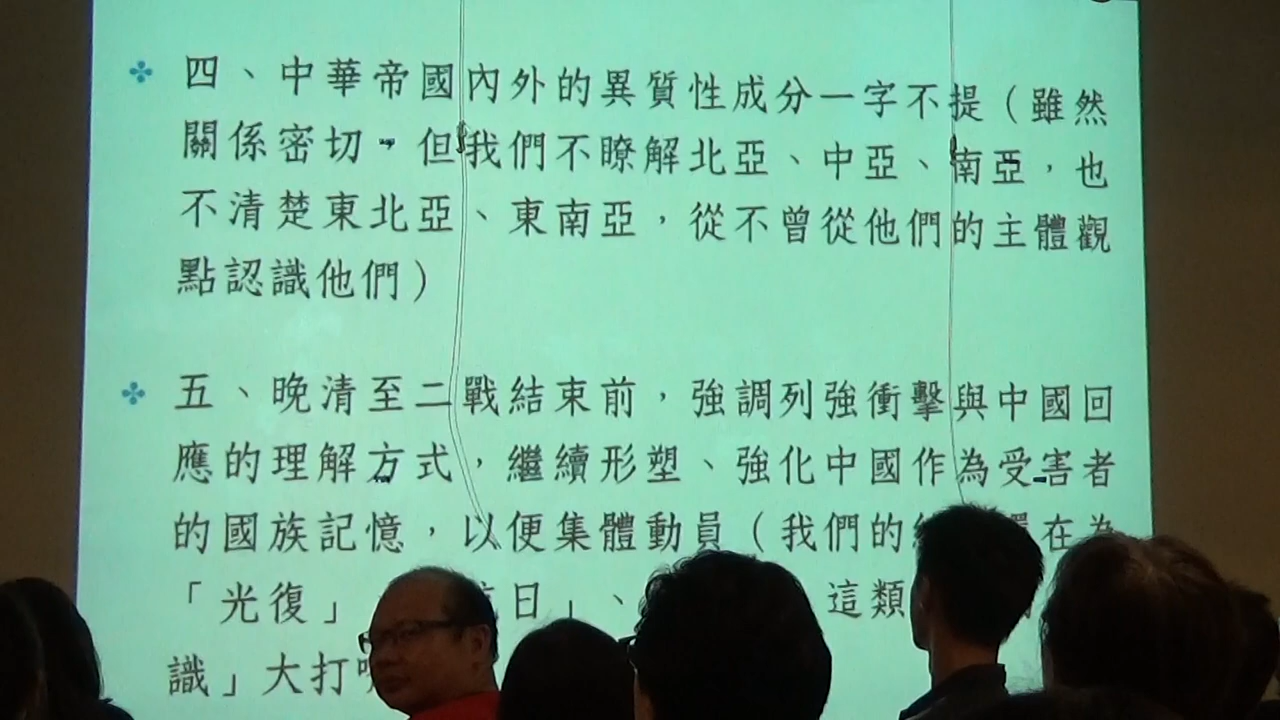 四、中華帝國內外的異質性成分一字不提（雖然
關係密切，但我們不瞭解北亞、中亞、南亞，也
不清楚東北亞、東南亞，從不曾從他們的主體觀
點認識他們）
五、晚清至二戰結束前，強調列強衝擊與中國回
應的理解方式，繼續形塑、強化中國作為受害者
的國族記憶，以便集體動員（我們的 在為
「光復」 日」、 這類
識」大打